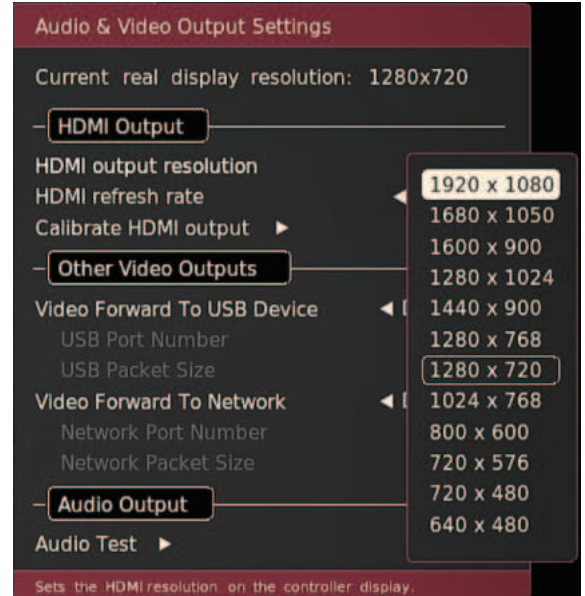 Audio & Video Output Settings
Current real display resolution: 1280x720
HDMI Output
HDMI output resolution
HDMI refresh rate
Calibrate HDMI output
Other Video Outputs
Video Forward To USB Device
USB Port Number
USB Packet Size
Video Forward To Network
Network Port Number
Network Packet Size
Audio Output
Audio Test
1920 x 1080
1680 x 1050
1600 x 900
1280 x 1024
1440 x 900
1280 x 768
1280 x 720
1024 x 768
800 x 600
720 x 576
720 x 480
640 x 480
Sets the HDMI resolution on the controller display.